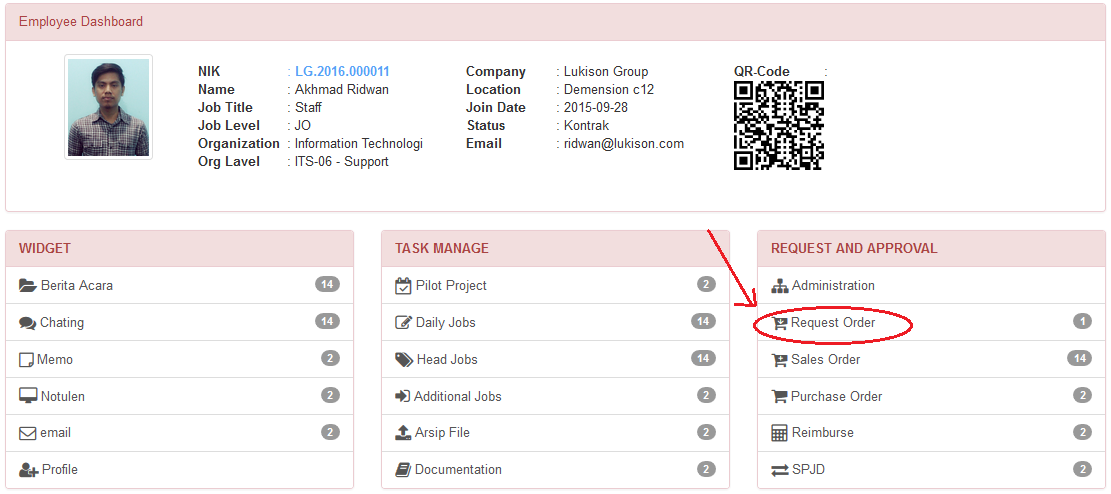 Employee Dashboard
NIK : LG.2016.000011
Name : Akhmad Ridwan
Job Title : Staff
Job Level : JO
Organization : Information Technologi
Org Lavel : ITS-06 - Support
Company : Lukison Group
Location : Demension c12
Join Date : 2015-09-28
Status : Kontrak
Email : ridwan@lukison.com
QR-Code :
WIDGET
Berita Acara 14
Chating 14
Memo 2
Notulen 2
email 2
Profile
TASK MANAGE
Pilot Project 2
Daily Jobs 14
Head Jobs 14
Additional Jobs 2
Arsip File 2
Documentation 2
REQUEST AND APPROVAL
Administration
Request Order 1
Sales Order 14
Purchase Order 2
Reimburse 2
SPJD 2